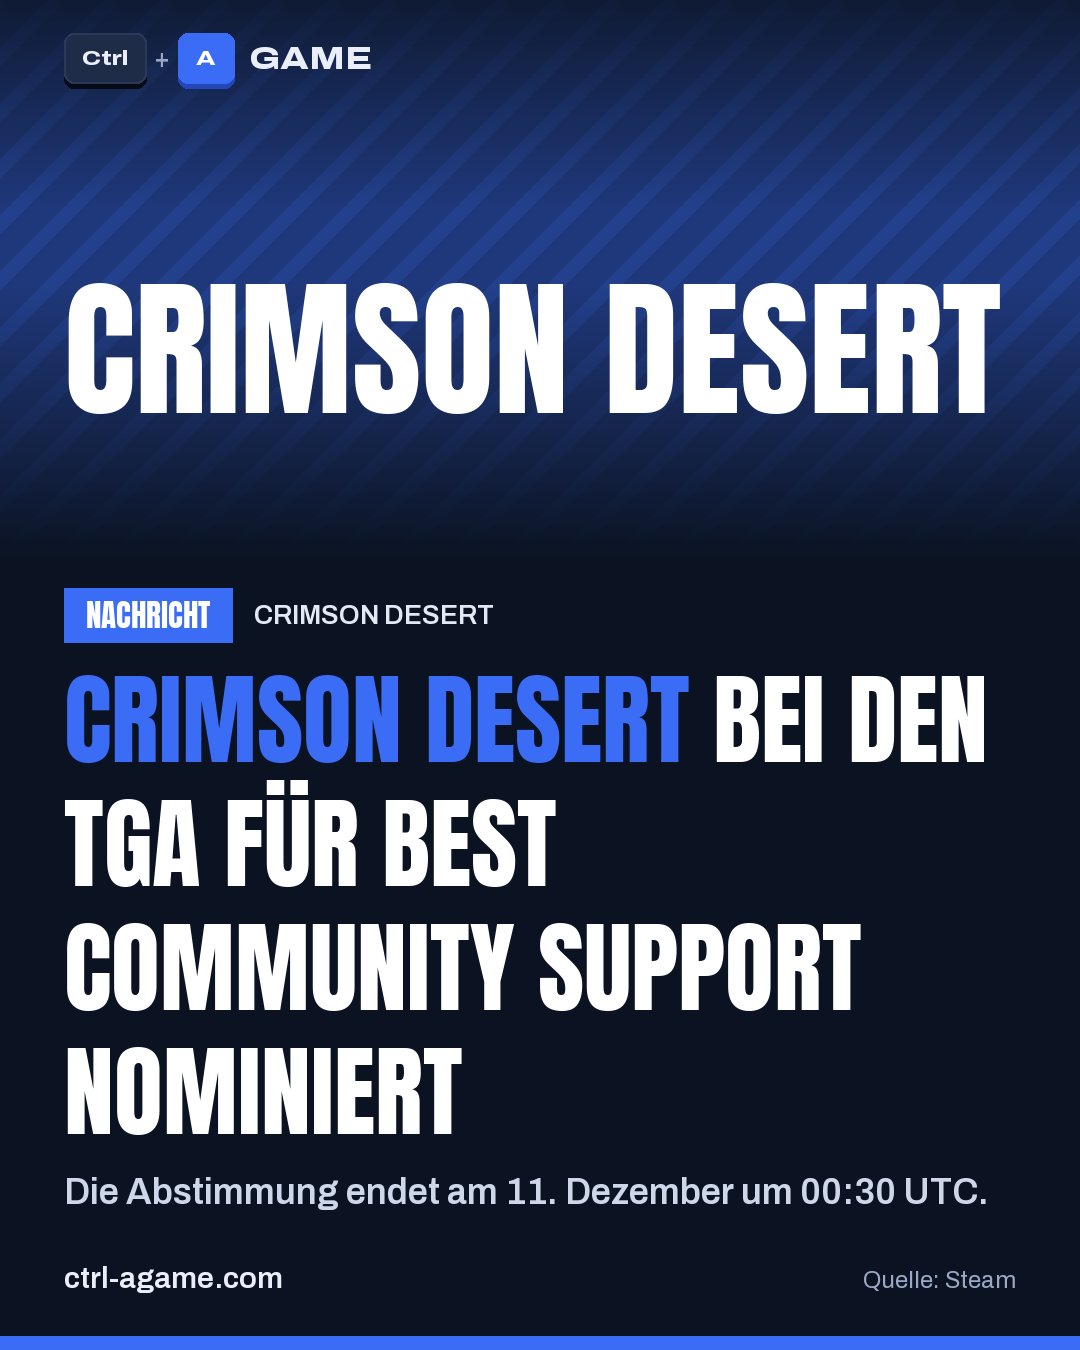 Ctrl + A GAME
CRIMSON DESERT
NACHRICHT CRIMSON DESERT
CRIMSON DESERT BEI DEN
TGA FÜR BEST
COMMUNITY SUPPORT
NOMINIERT
Die Abstimmung endet am 11. Dezember um 00:30 UTC.
ctrl-agame.com Quelle: Steam